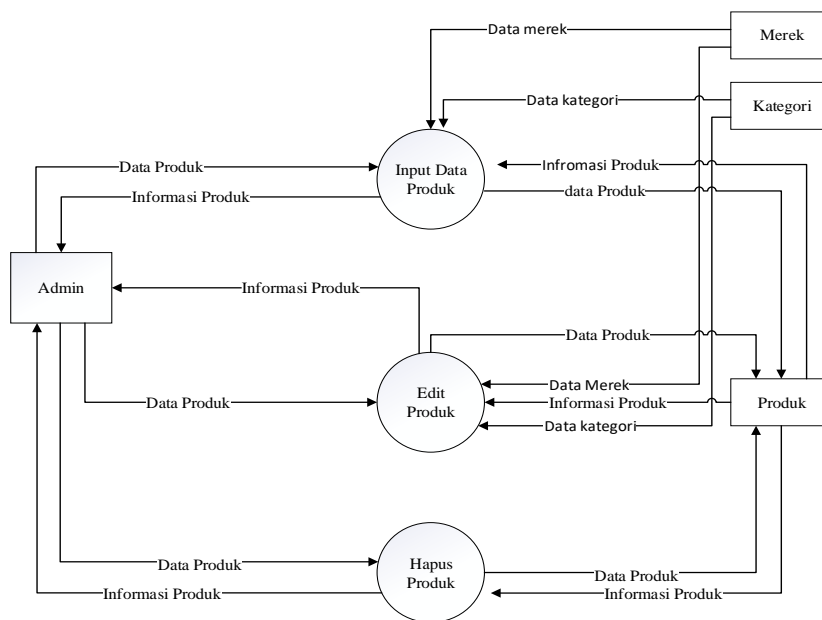 Data merek
Merek
Data kategori
Kategori
Data Produk
Input Data
Produk
Infromasi Produk
Informasi Produk
data Produk
Admin
Informasi Produk
Data Produk
Data Merek
Data Produk
Edit
Produk
Informasi Produk
Produk
Data kategori
Data Produk
Hapus
Produk
Data Produk
Informasi Produk
Informasi Produk